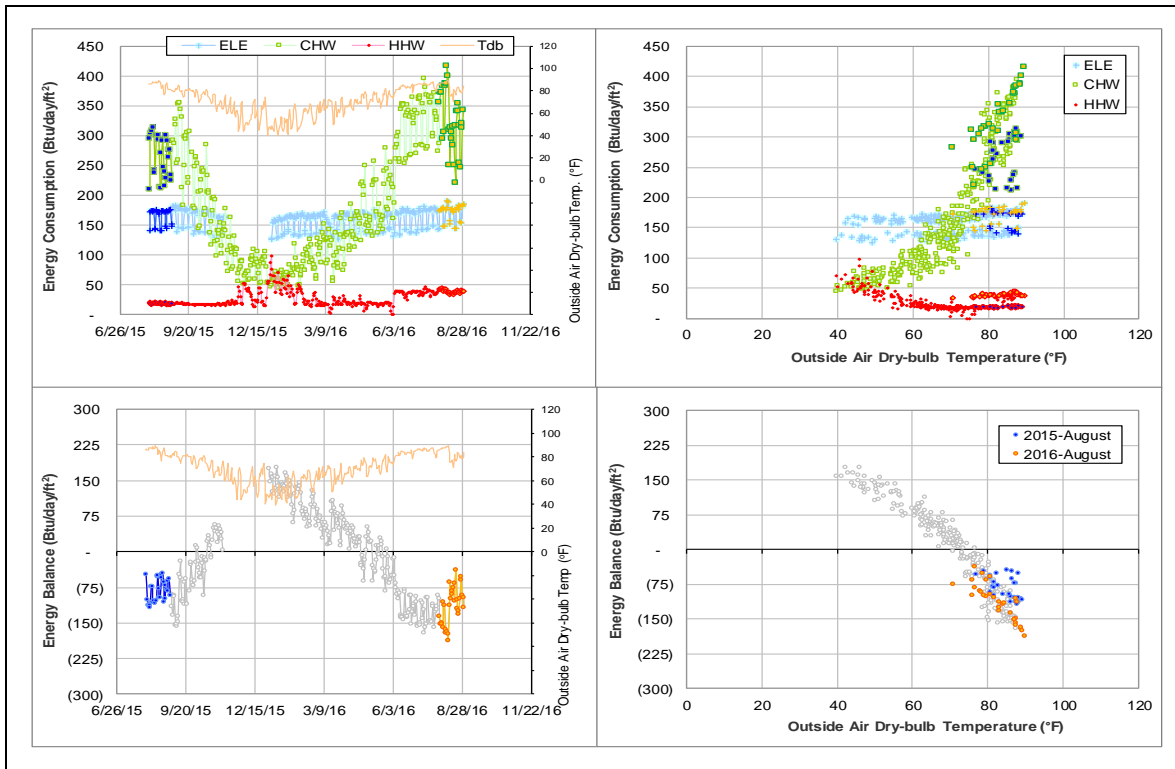 ELE CHW HHW Tdb
Energy Consumption (Btu/day/ft²)
450
400
350
300
250
200
150
100
50
-
120
100
80
60
40
20
0
Outside Air Dry-bulb Temp. (°F)
6/26/15 9/20/15 12/15/15 3/9/16 6/3/16 8/28/16 11/22/16
Energy Consumption (Btu/day/ft²)
450
400
350
300
250
200
150
100
50
-
ELE
CHW
HHW
0 20 40 60 80 100 120
Outside Air Dry-bulb Temperature (°F)
Energy Balance (Btu/day/ft²)
300
225
150
75
-
(75)
(150)
(225)
(300)
120
100
80
60
40
20
0
Outside Air Dry-bulb Temp (°F)
6/26/15 9/20/15 12/15/15 3/9/16 6/3/16 8/28/16 11/22/16
Energy Balance (Btu/day/ft²)
300
225
150
75
-
(75)
(150)
(225)
(300)
2015-August
2016-August
0 20 40 60 80 100 120
Outside Air Dry-bulb Temperature (°F)